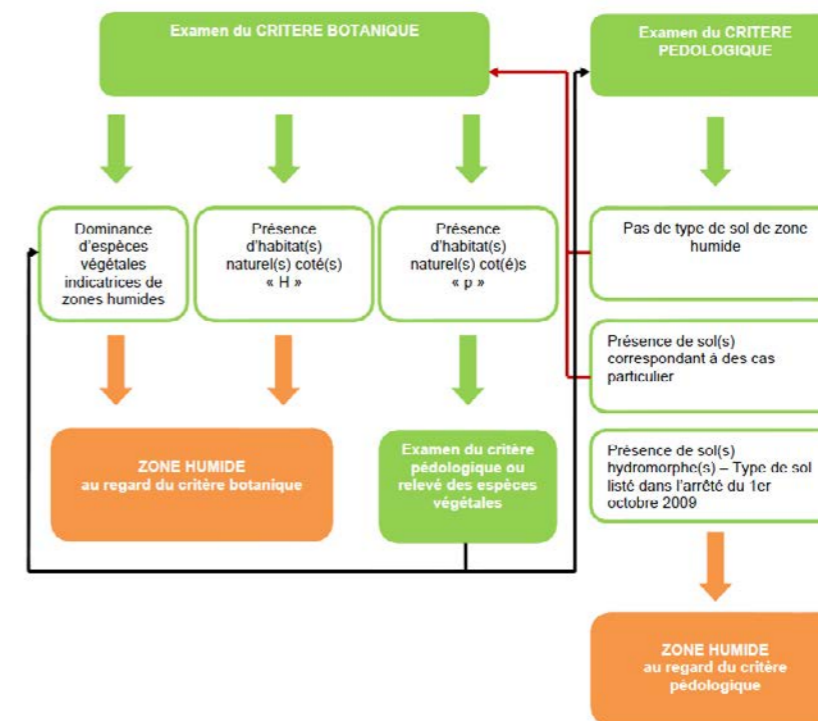 Examen du CRITERE BOTANIQUE
Dominance
d'espèces
végétales
indicatrices de
zones humides
Présence
d'habitat(s)
naturel(s) coté(s)
« H »
Présence
d'habitat(s)
naturel(s) cot(é)s
« p »
ZONE HUMIDE
au regard du critère botanique
Examen du critère
pédologique ou
relevé des espèces
végétales
Examen du CRITERE
PEDOLOGIQUE
Pas de type de sol de zone
humide
Présence de sol(s)
correspondant à des cas
particulier
Présence de sol(s)
hydromorphe(s) – Type de sol
listé dans l'arrêté du 1er
octobre 2009
ZONE HUMIDE
au regard du critère
pédologique